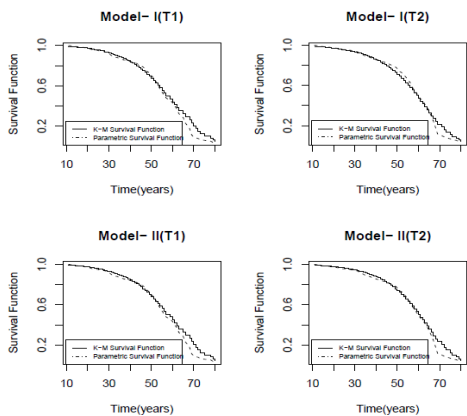 Model− I(T1)
Survival Function
1.0
0.6
0.2
K−M Survival Function
Parametric Survival Function
10 30 50 70
Time(years)
Model− I(T2)
Survival Function
1.0
0.6
0.2
K−M Survival Function
Parametric Survival Function
10 30 50 70
Time(years)
Model− II(T1)
Survival Function
1.0
0.6
0.2
K−M Survival Function
Parametric Survival Function
10 30 50 70
Time(years)
Model− II(T2)
Survival Function
1.0
0.6
0.2
K−M Survival Function
Parametric Survival Function
10 30 50 70
Time(years)